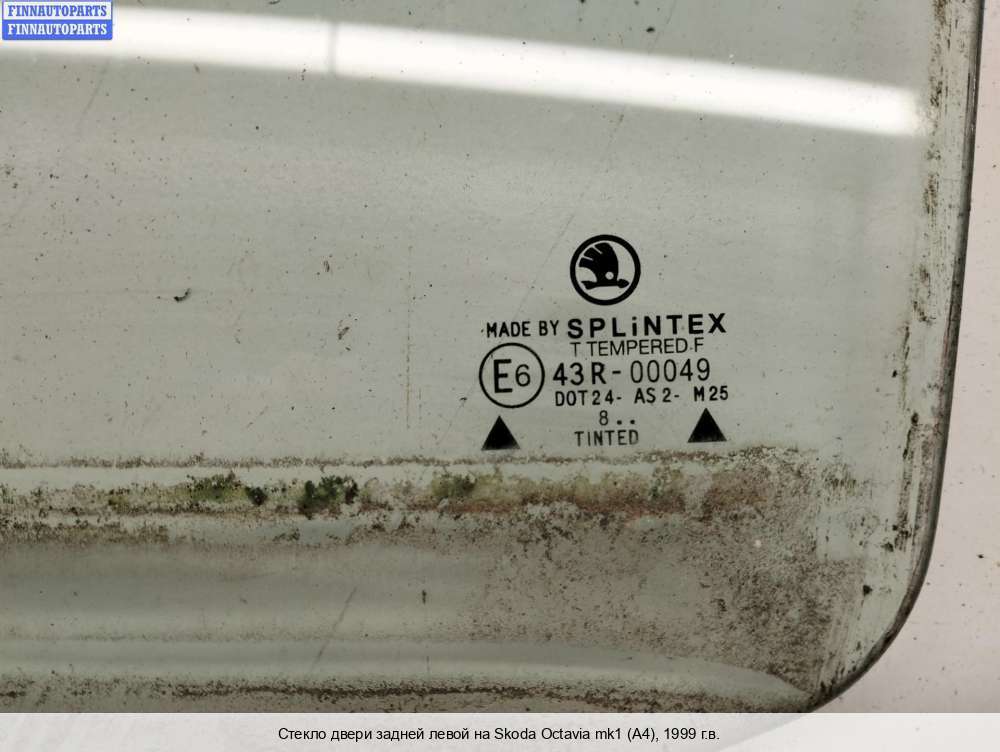 FINNAUTOPARTS
FINNAUTOPARTS
MADE BY SPLiNTEX
T TEMPERED F
E6 43R-00049
DOT24- AS2- M25
8..
TINTED
Стекло двери задней левой на Skoda Octavia mk1 (A4), 1999 г.в.